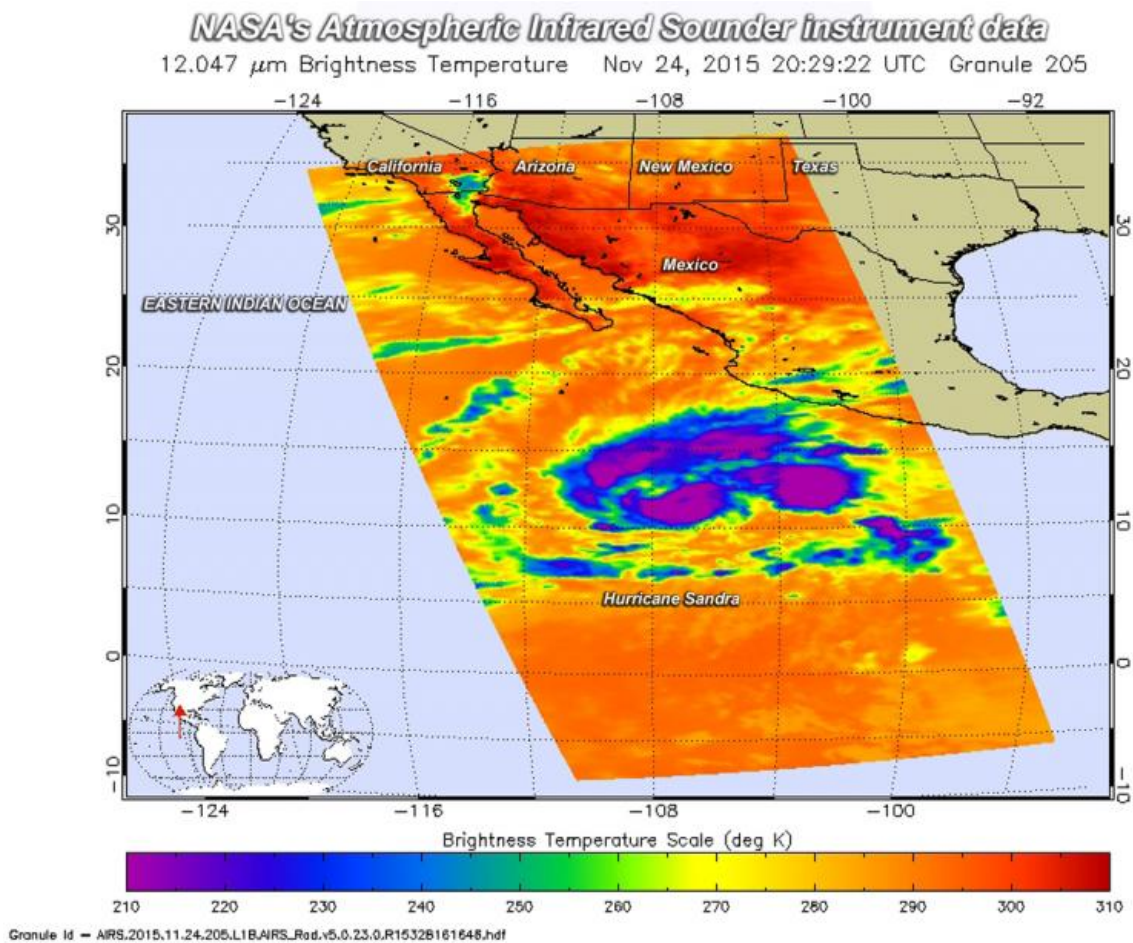 NASA's Atmospheric Infrared Sounder instrument data
12.047 μm Brightness Temperature Nov 24, 2015 20:29:22 UTC Granule 205
−124 −116 −108 −100 −92
California Arizona New Mexico Texas
30 30
Mexico
EASTERN INDIAN OCEAN
20 20
10 10
Hurricane Sandra
0 0
−10 −10
−124 −116 −108 −100
Brightness Temperature Scale (deg K)
210 220 230 240 250 260 270 280 290 300 310
Granule Id — AIRS.2015.11.24.205.L1B.AIRS_Rad.v5.0.23.0.R15328161648.hdf